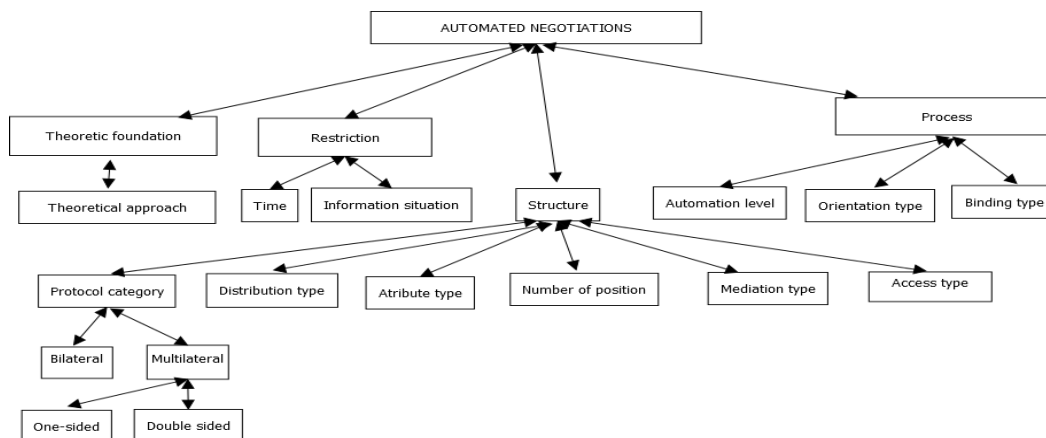 AUTOMATED NEGOTIATIONS
Theoretic foundation
Restriction
Process
Theoretical approach
Time
Information situation
Structure
Automation level
Orientation type
Binding type
Protocol category
Distribution type
Atribute type
Number of position
Mediation type
Access type
Bilateral
Multilateral
One-sided
Double sided